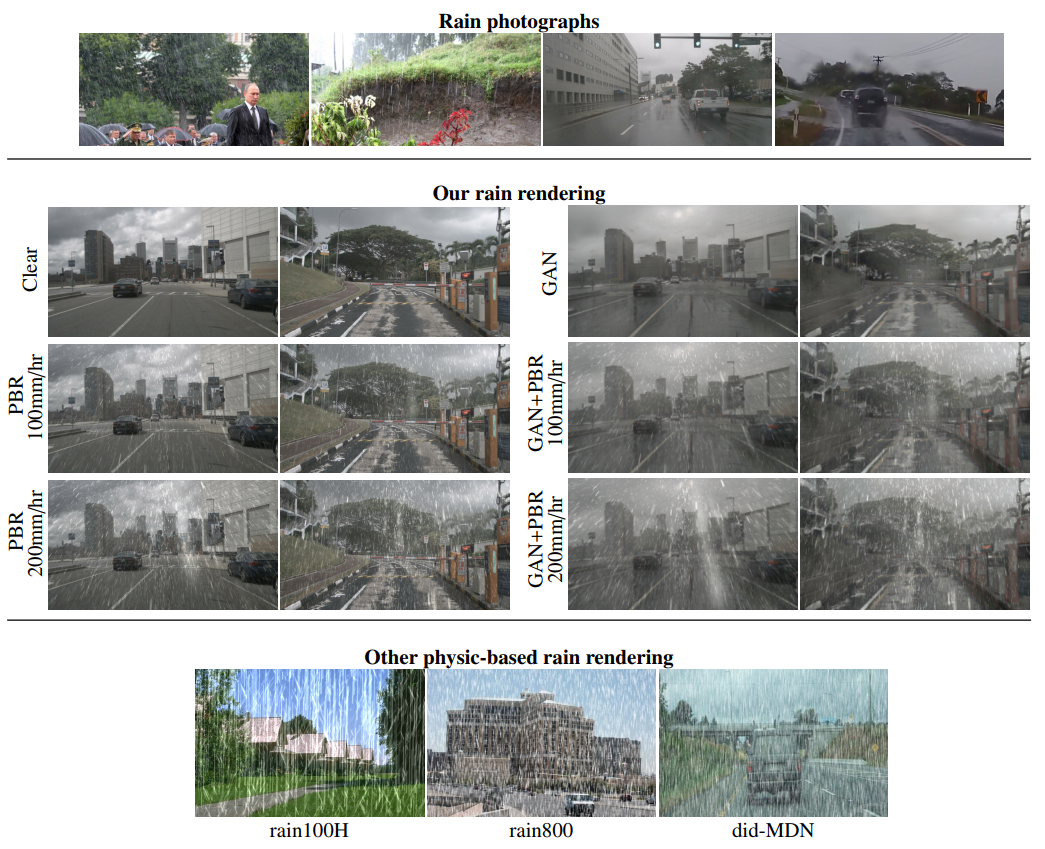 Rain photographs
Our rain rendering
Clear
GAN
PBR
100mm/hr
GAN+PBR
100mm/hr
PBR
200mm/hr
GAN+PBR
200mm/hr
Other physic-based rain rendering
rain100H
rain800
did-MDN